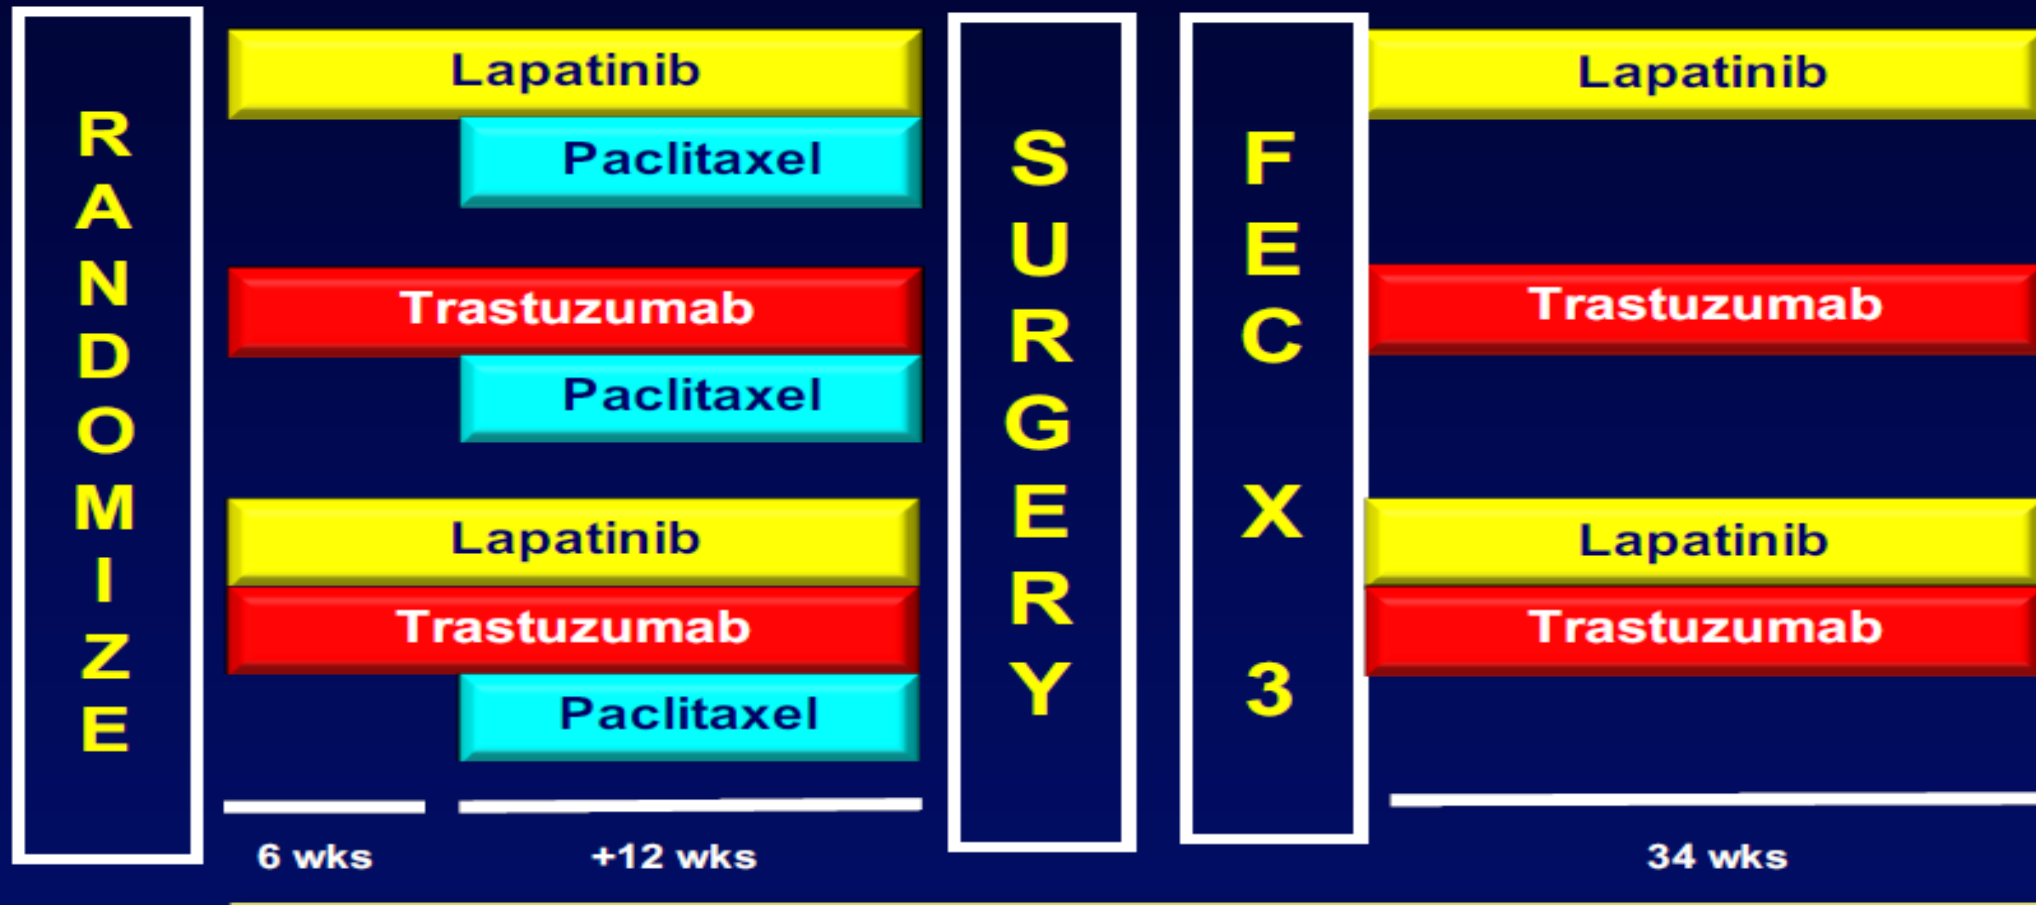 RANDOMIZE
Lapatinib
Paclitaxel
Trastuzumab
Paclitaxel
Lapatinib
Trastuzumab
Paclitaxel
6 wks
+12 wks
SURGERY
FEC X 3
Lapatinib
Trastuzumab
Lapatinib
Trastuzumab
34 wks